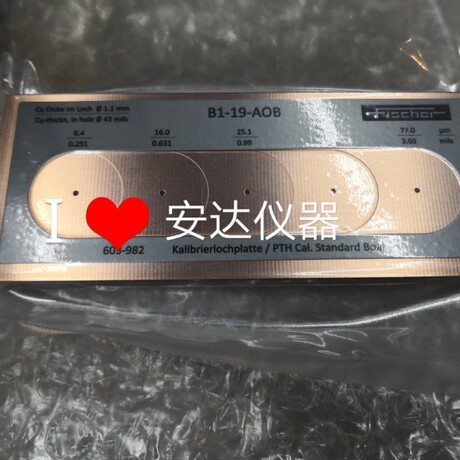 Cu Dicke im Loch Ø 1.1 mm
Cu-thickn. in hole Ø 43 mils
B1-19-AOB
Fischer
6.4 16.0 25.1 77.0 µm
0.251 0.631 0.99 3.03 mils
I ❤ 安达仪器
603-982 Kalibrierlochplatte / PTH Cal. Standard Boa